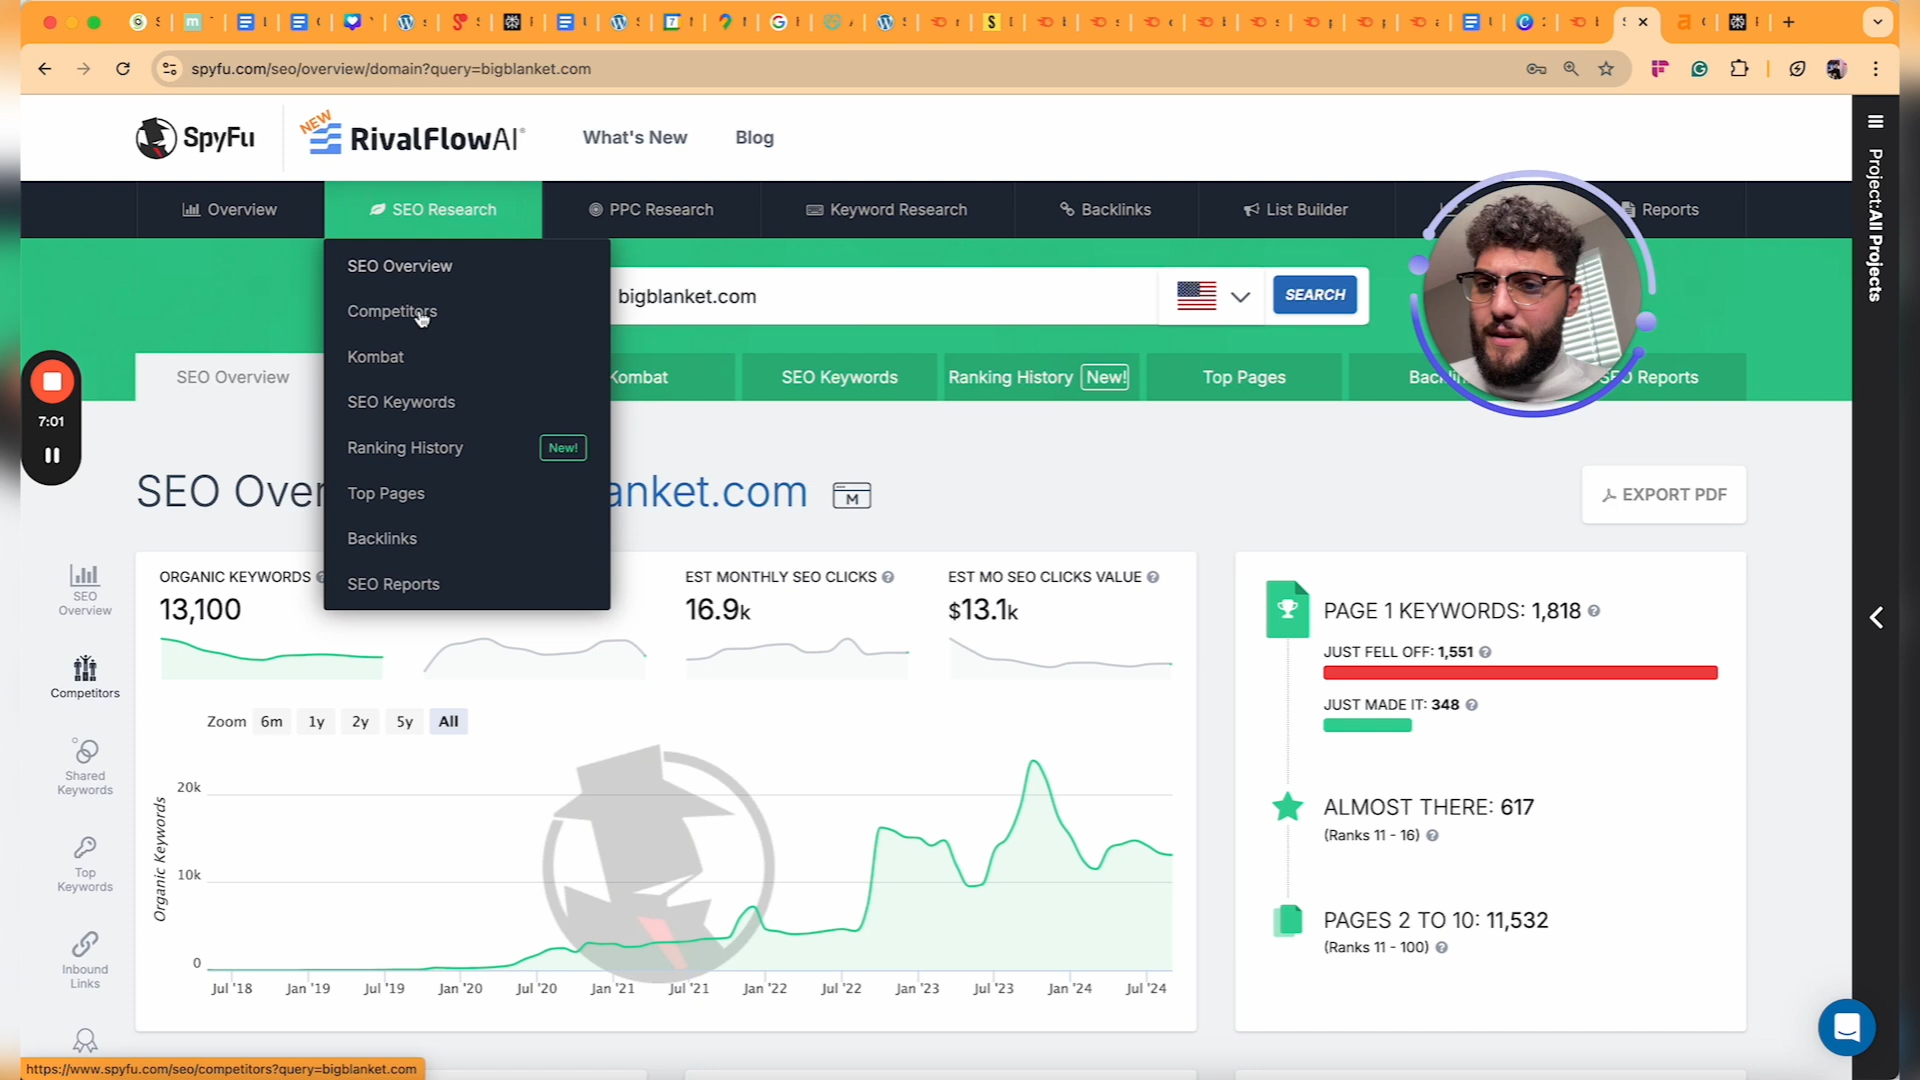 spyfu.com/seo/overview/domain?query=bigblanket.com
SpyFu
NEW
RivalFlowAI
What's New
Blog
Overview
SEO Research
PPC Research
Keyword Research
Backlinks
List Builder
Reports
Project:All Projects
SEO Overview
Competitors
Kombat
SEO Keywords
Ranking History
New!
Top Pages
Backlinks
SEO Reports
bigblanket.com
SEARCH
SEO Overview
Kombat
SEO Keywords
Ranking History New!
Top Pages
SEO Reports
7:01
SEO Over
anket.com
M
EXPORT PDF
SEO
Overview
Competitors
Shared
Keywords
Top
Keywords
Inbound
Links
ORGANIC KEYWORDS
13,100
EST MONTHLY SEO CLICKS
16.9k
EST MO SEO CLICKS VALUE
$13.1k
Zoom 6m 1y 2y 5y All
Organic Keywords
20k
10k
0
Jul '18 Jan '19 Jul '19 Jan '20 Jul '20 Jan '21 Jul '21 Jan '22 Jul '22 Jan '23 Jul '23 Jan '24 Jul '24
PAGE 1 KEYWORDS: 1,818
JUST FELL OFF: 1,551
JUST MADE IT: 348
ALMOST THERE: 617
(Ranks 11 - 16)
PAGES 2 TO 10: 11,532
(Ranks 11 - 100)
https://www.spyfu.com/seo/competitors?query=bigblanket.com